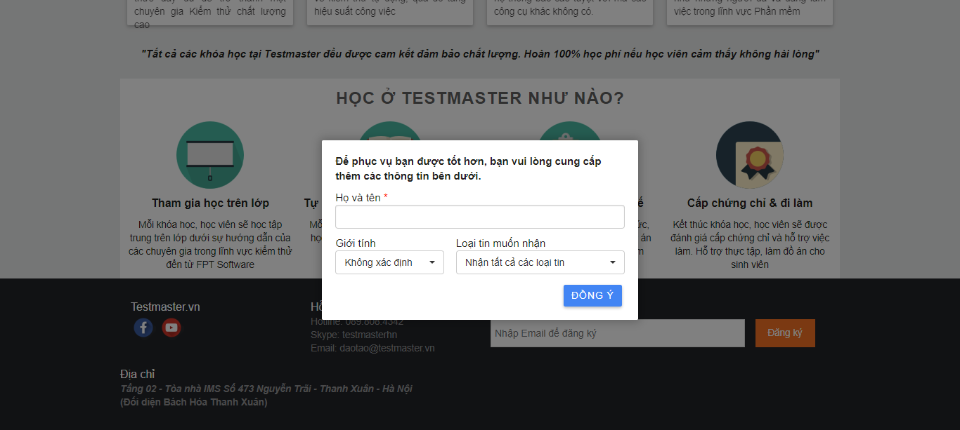 chuyên gia Kiểm thử chất lượng
cao
hiệu suất công việc
công cụ khác không có.
việc trong lĩnh vực Phần mềm
"Tất cả các khóa học tại Testmaster đều được cam kết đảm bảo chất lượng. Hoàn 100% học phí nếu học viên cảm thấy không hài lòng"
HỌC Ở TESTMASTER NHƯ NÀO?
Để phục vụ bạn được tốt hơn, bạn vui lòng cung cấp
thêm các thông tin bên dưới.
Họ và tên *
Giới tính
Loại tin muốn nhận
Không xác định
Nhận tất cả các loại tin
ĐỒNG Ý
Tham gia học trên lớp
Mỗi khóa học, học viên sẽ học tập
trung trên lớp dưới sự hướng dẫn của
các chuyên gia trong lĩnh vực kiểm thử
đến từ FPT Software
Tự
Cấp chứng chỉ & đi làm
Kết thúc khóa học, học viên sẽ được
đánh giá cấp chứng chỉ và hỗ trợ việc
làm. Hỗ trợ thực tập, làm đồ án cho
sinh viên
Testmaster.vn
Hotline: 089.808.4342
Skype: testmasterhn
Email: daotao@testmaster.vn
Nhập Email để đăng ký
Đăng ký
Địa chỉ
Tầng 02 - Tòa nhà IMS Số 473 Nguyễn Trãi - Thanh Xuân - Hà Nội
(Đối diện Bách Hóa Thanh Xuân)